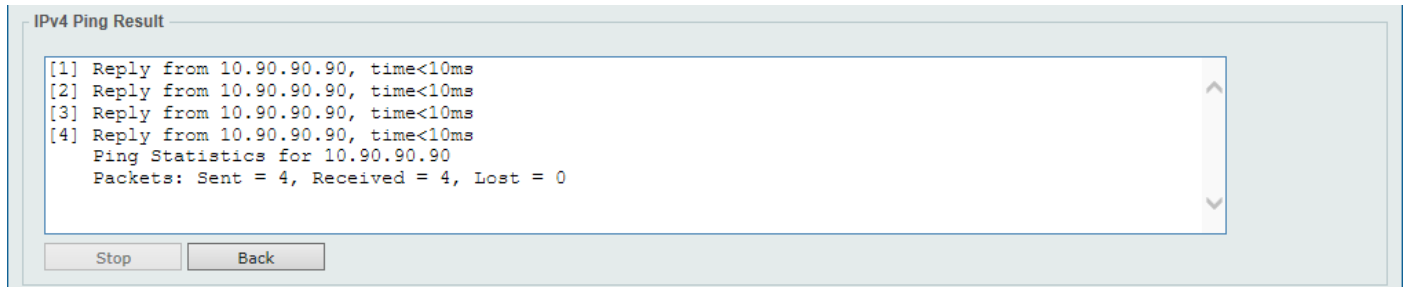 IPv4 Ping Result
[1] Reply from 10.90.90.90, time<10ms
[2] Reply from 10.90.90.90, time<10ms
[3] Reply from 10.90.90.90, time<10ms
[4] Reply from 10.90.90.90, time<10ms
Ping Statistics for 10.90.90.90
Packets: Sent = 4, Received = 4, Lost = 0
Stop Back